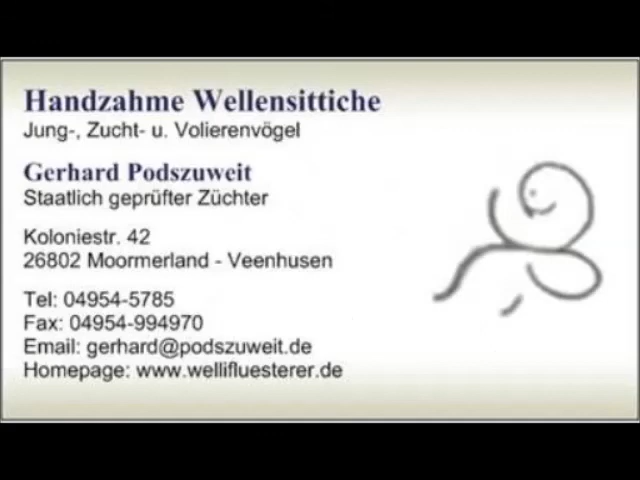 Handzahme Wellensittiche
Jung-, Zucht- u. Volierenvögel
Gerhard Podszuweit
Staatlich geprüfter Züchter
Koloniestr. 42
26802 Moormerland - Veenhusen
Tel: 04954-5785
Fax: 04954-994970
Email: gerhard@podszuweit.de
Homepage: www.wellifluesterer.de